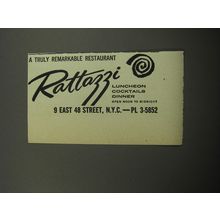 A TRULY REMARKABLE RESTAURANT
Rattazzi
LUNCHEON
COCKTAILS
DINNER
OPEN NOON TO MIDNIGHT
9 EAST 48 STREET, N.Y.C. — PL 3-5852